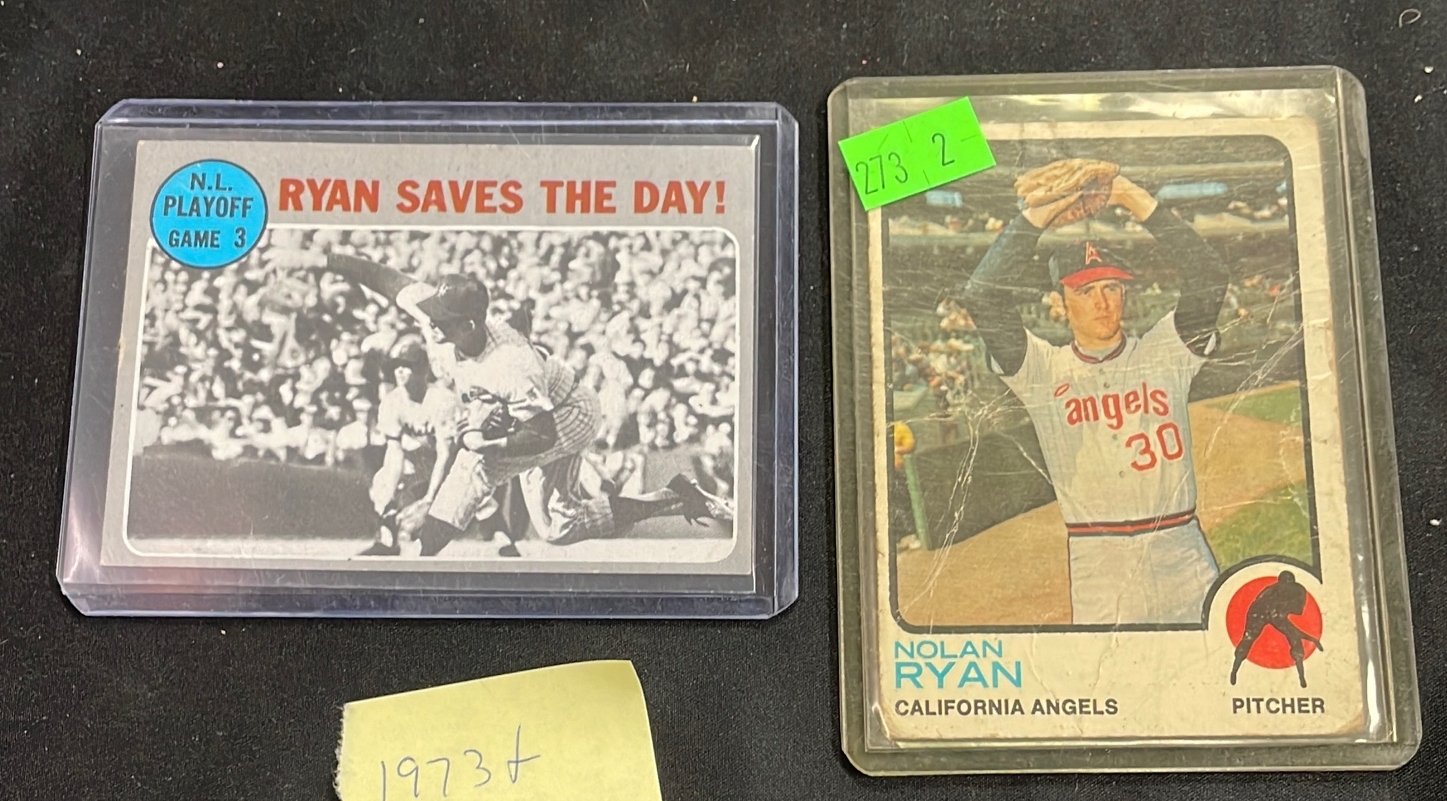 N.L.
PLAYOFF
GAME 3
RYAN SAVES THE DAY!
273 2-
angels
30
NOLAN
RYAN
CALIFORNIA ANGELS
PITCHER
1973